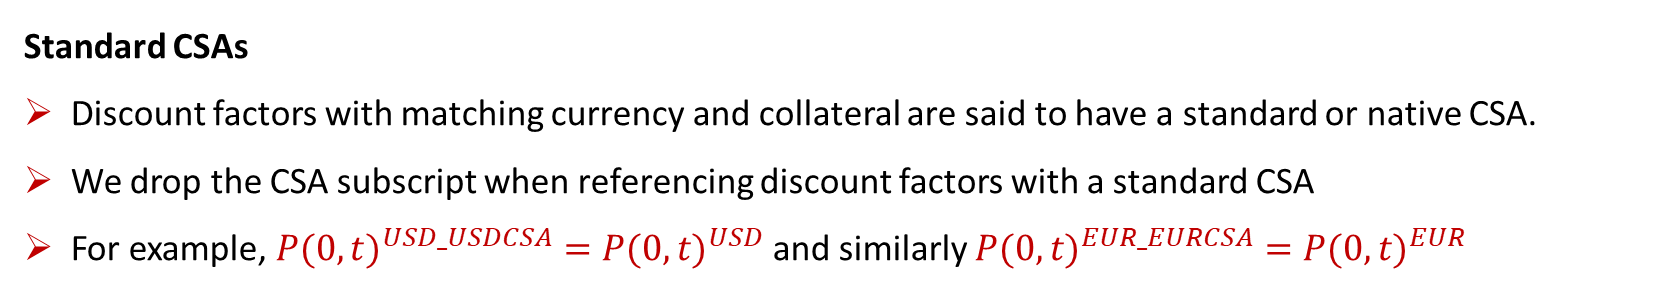 Standard CSAs
➢ Discount factors with matching currency and collateral are said to have a standard or native CSA.
➢ We drop the CSA subscript when referencing discount factors with a standard CSA
➢ For example, P(0,t)^{USD_USDCSA} = P(0,t)^{USD} and similarly P(0,t)^{EUR_EURCSA} = P(0,t)^{EUR}